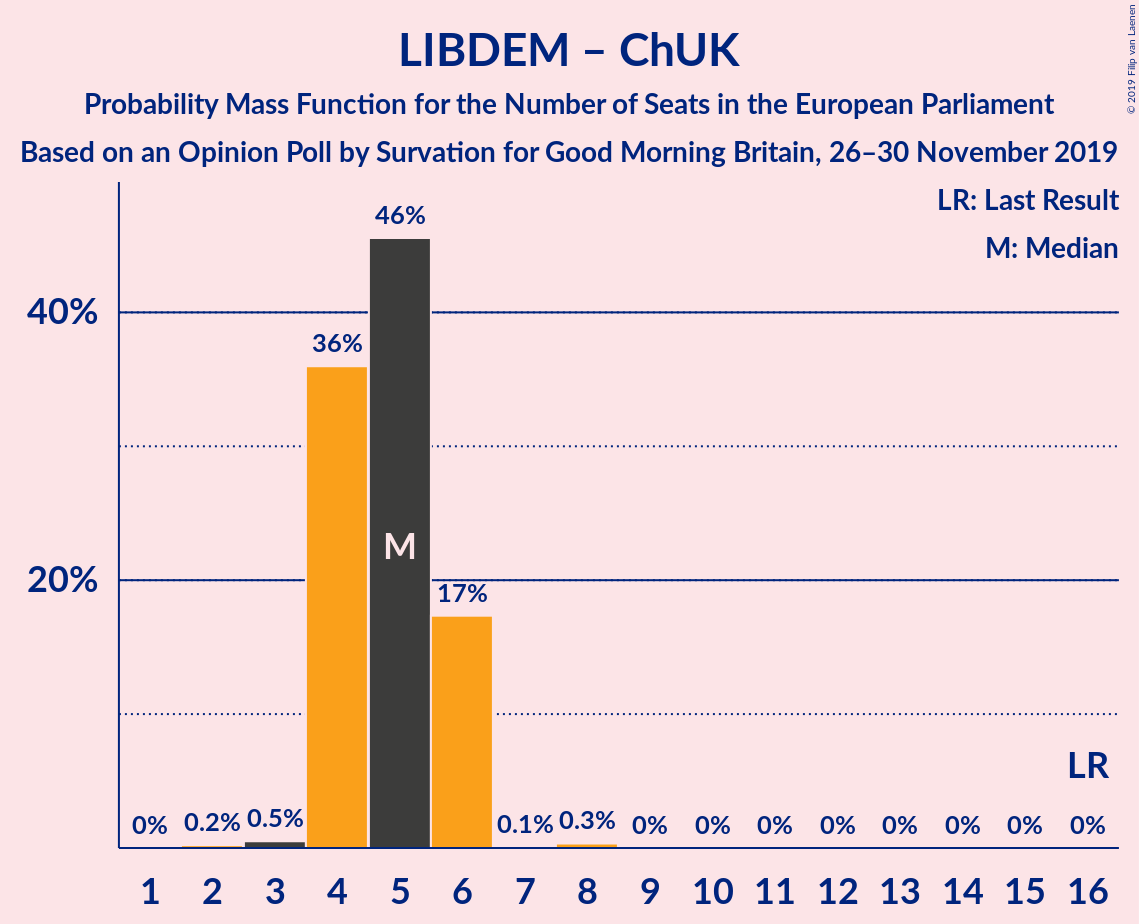 LIBDEM – ChUK
Probability Mass Function for the Number of Seats in the European Parliament
Based on an Opinion Poll by Survation for Good Morning Britain, 26–30 November 2019
© 2019 Filip van Laenen
LR: Last Result
M: Median
46%
40%
36%
M
20%
17%
LR
0% 0.2% 0.5% 0.1% 0.3% 0% 0% 0% 0% 0% 0% 0% 0%
1 2 3 4 5 6 7 8 9 10 11 12 13 14 15 16